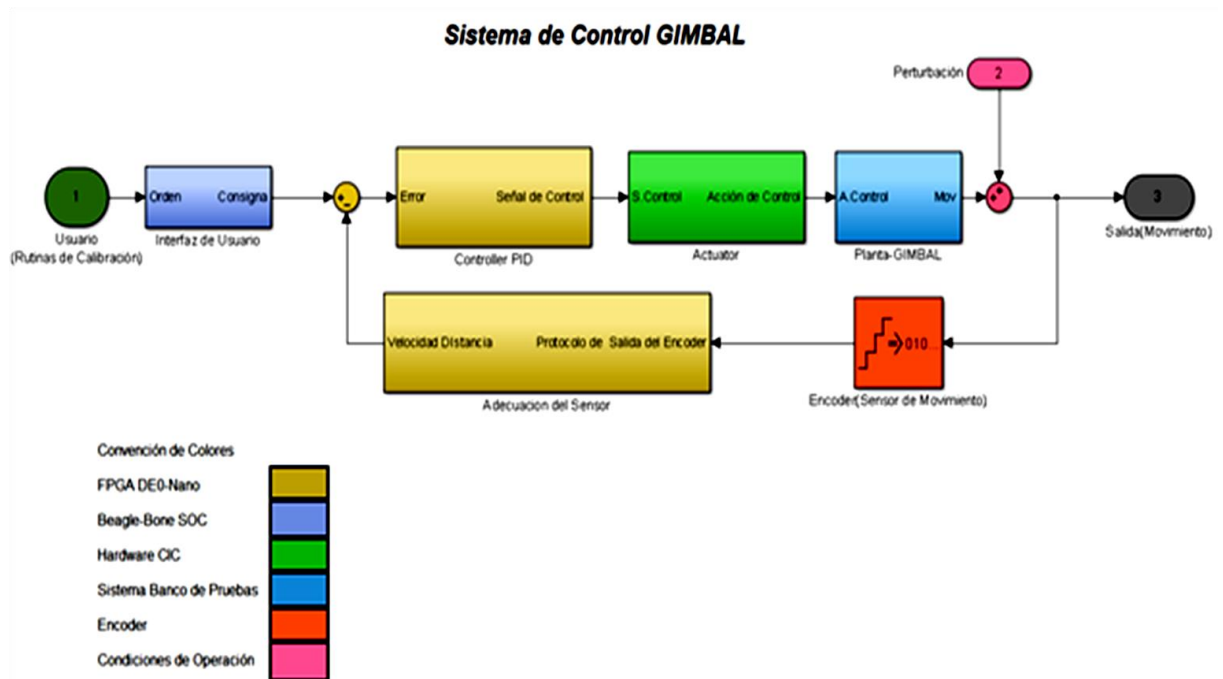 Sistema de Control GIMBAL
Perturbación
2
1
Orden
Consigna
Error
Señal de Control
S.Control
Acción de Control
A.Control
Mov
3
Usuario
(Rutinas de Calibración)
Interfaz de Usuario
Controller PID
Actuator
Planta-GIMBAL
Salida(Movimiento)
Velocidad DIstancia
Protocolo de Salida del Encoder
010...
Adecuacion del Sensor
Encoder(Sensor de Movimiento)
Convención de Colores
FPGA DE0-Nano
Beagle-Bone SOC
Hardware CIC
Sistema Banco de Pruebas
Encoder
Condiciones de Operación